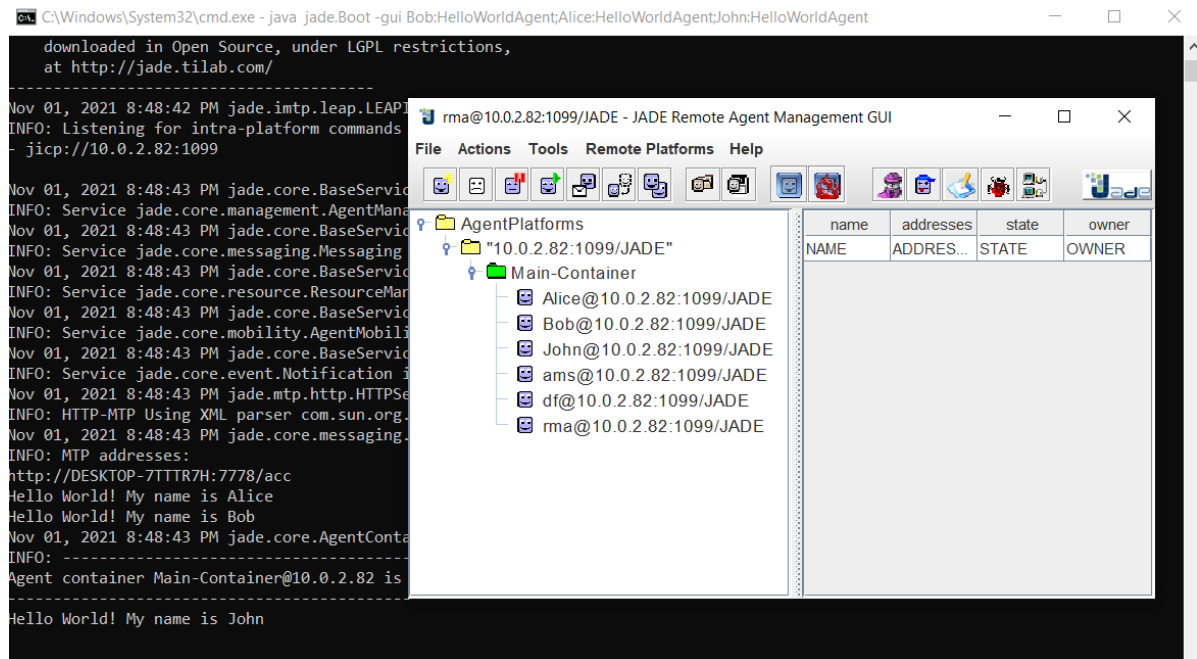 C:\Windows\System32\cmd.exe - java jade.Boot -gui Bob:HelloWorldAgent;Alice:HelloWorldAgent;John:HelloWorldAgent
downloaded in Open Source, under LGPL restrictions,
at http://jade.tilab.com/
----------------------------------------
Nov 01, 2021 8:48:42 PM jade.imtp.leap.LEAPI
INFO: Listening for intra-platform commands
- jicp://10.0.2.82:1099
Nov 01, 2021 8:48:43 PM jade.core.BaseServic
INFO: Service jade.core.management.AgentMana
Nov 01, 2021 8:48:43 PM jade.core.BaseServic
INFO: Service jade.core.messaging.Messaging
Nov 01, 2021 8:48:43 PM jade.core.BaseServic
INFO: Service jade.core.resource.ResourceMan
Nov 01, 2021 8:48:43 PM jade.core.BaseServic
INFO: Service jade.core.mobility.AgentMobili
Nov 01, 2021 8:48:43 PM jade.core.BaseServic
INFO: Service jade.core.event.Notification i
Nov 01, 2021 8:48:43 PM jade.mtp.http.HTTPSe
INFO: HTTP-MTP Using XML parser com.sun.org.
Nov 01, 2021 8:48:43 PM jade.core.messaging.
INFO: MTP addresses:
http://DESKTOP-7TTTR7H:7778/acc
Hello World! My name is Alice
Hello World! My name is Bob
Nov 01, 2021 8:48:43 PM jade.core.AgentConta
INFO: --------------------------------------
Agent container Main-Container@10.0.2.82 is
--------------------------------------------
Hello World! My name is John
rma@10.0.2.82:1099/JADE - JADE Remote Agent Management GUI
File Actions Tools Remote Platforms Help
Jade
AgentPlatforms
"10.0.2.82:1099/JADE"
Main-Container
Alice@10.0.2.82:1099/JADE
Bob@10.0.2.82:1099/JADE
John@10.0.2.82:1099/JADE
ams@10.0.2.82:1099/JADE
df@10.0.2.82:1099/JADE
rma@10.0.2.82:1099/JADE
name addresses state owner
NAME ADDRES... STATE OWNER